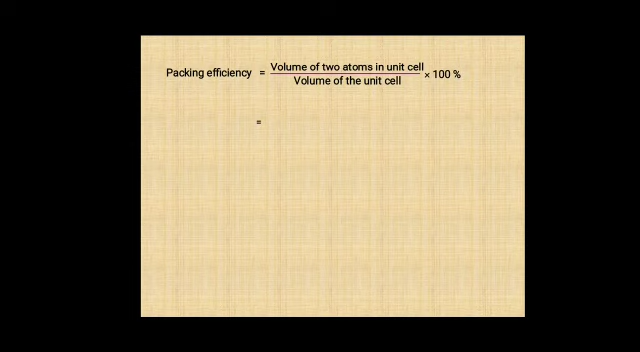 Packing efficiency = Volume of two atoms in unit cell / Volume of the unit cell × 100 %
=